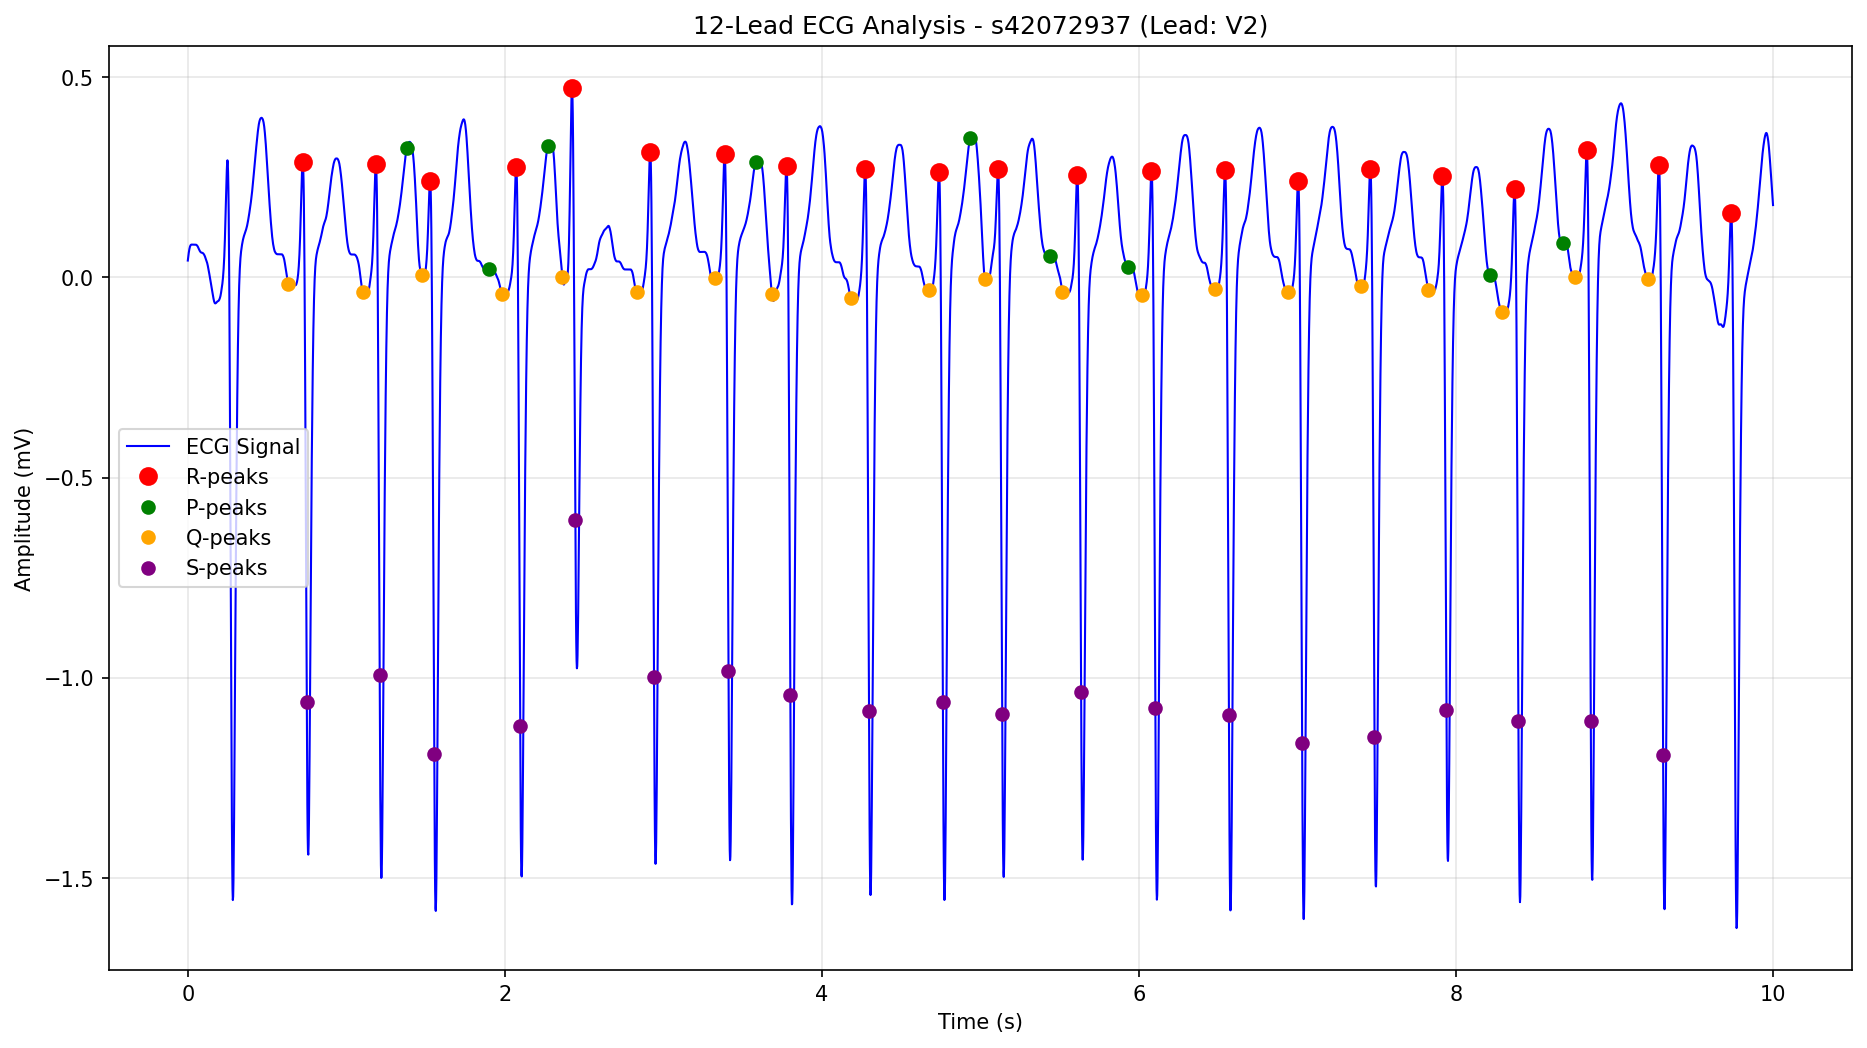 12-Lead ECG Analysis - s42072937 (Lead: V2)
0.5
0.0
−0.5
−1.0
−1.5
Amplitude (mV)
ECG Signal
R-peaks
P-peaks
Q-peaks
S-peaks
0 2 4 6 8 10
Time (s)